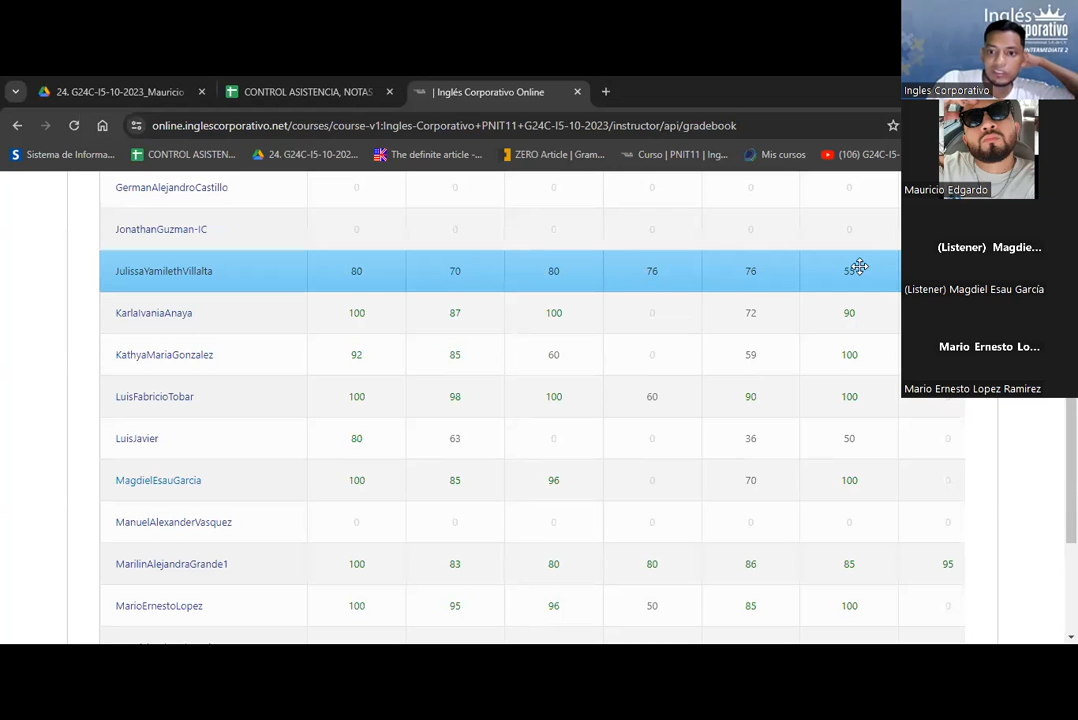 Inglés
Corporativo
INTERMEDIATE 2
Ingles Corporativo
Mauricio Edgardo
(Listener) Magdie...
(Listener) Magdiel Esau García
Mario Ernesto Lo...
Mario Ernesto Lopez Ramirez
24. G24C-I5-10-2023_Mauricio
CONTROL ASISTENCIA, NOTAS
| Inglés Corporativo Online
online.inglescorporativo.net/courses/course-v1:Ingles-Corporativo+PNIT11+G24C-I5-10-2023/instructor/api/gradebook
Sistema de Informa... CONTROL ASISTEN... 24. G24C-I5-10-202... The definite article -... ZERO Article | Gram... Curso | PNIT11 | Ing... Mis cursos (106) G24C-I5-
GermanAlejandroCastillo 0 0 0 0 0 0
JonathanGuzman-IC 0 0 0 0 0 0
JulissaYamilethVillalta 80 70 80 76 76 55
KarlaIvaniaAnaya 100 87 100 0 72 90
KathyaMariaGonzalez 92 85 60 0 59 100
LuisFabricioTobar 100 98 100 60 90 100
LuisJavier 80 63 0 0 36 50 0
MagdielEsauGarcia 100 85 96 0 70 100 0
ManuelAlexanderVasquez 0 0 0 0 0 0 0
MarilinAlejandraGrande1 100 83 80 80 86 85 95
MarioErnestoLopez 100 95 96 50 85 100 0